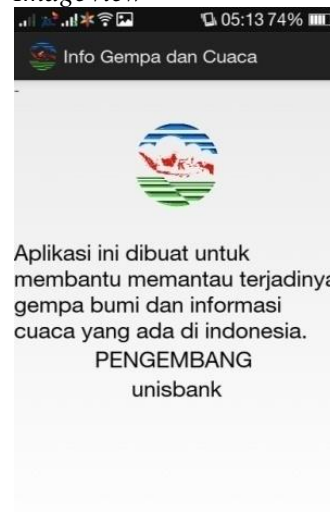 ImageView
05:13 74%
Info Gempa dan Cuaca
-
Aplikasi ini dibuat untuk
membantu memantau terjadinya
gempa bumi dan informasi
cuaca yang ada di indonesia.
PENGEMBANG
unisbank